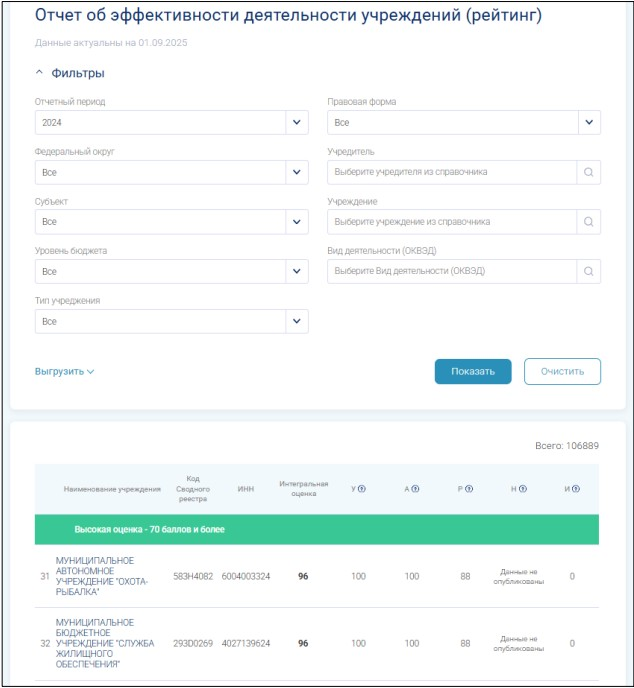 Отчет об эффективности деятельности учреждений (рейтинг)
Данные актуальны на 01.09.2025
Фильтры
Отчетный период
2024
Правовая форма
Все
Федеральный округ
Все
Учредитель
Выберите учредителя из справочника
Субъект
Все
Учреждение
Выберите учреждение из справочника
Уровень бюджета
Все
Вид деятельности (ОКВЭД)
Выберите Вид деятельности (ОКВЭД)
Тип учреждения
Все
Выгрузить
Показать
Очистить
Всего: 106889
Наименование учреждения
Код
Сводного
реестра
ИНН
Интегральная
оценка
У
А
Р
Н
И
Высокая оценка - 70 баллов и более
31
МУНИЦИПАЛЬНОЕ
АВТОНОМНОЕ
УЧРЕЖДЕНИЕ "ОХОТА-
РЫБАЛКА"
583Н4082
6004003324
96
100
100
88
Данные не
опубликованы
0
32
МУНИЦИПАЛЬНОЕ
БЮДЖЕТНОЕ
УЧРЕЖДЕНИЕ "СЛУЖБА
ЖИЛИЩНОГО
ОБЕСПЕЧЕНИЯ"
293D0269
4027139624
96
100
100
88
Данные не
опубликованы
0